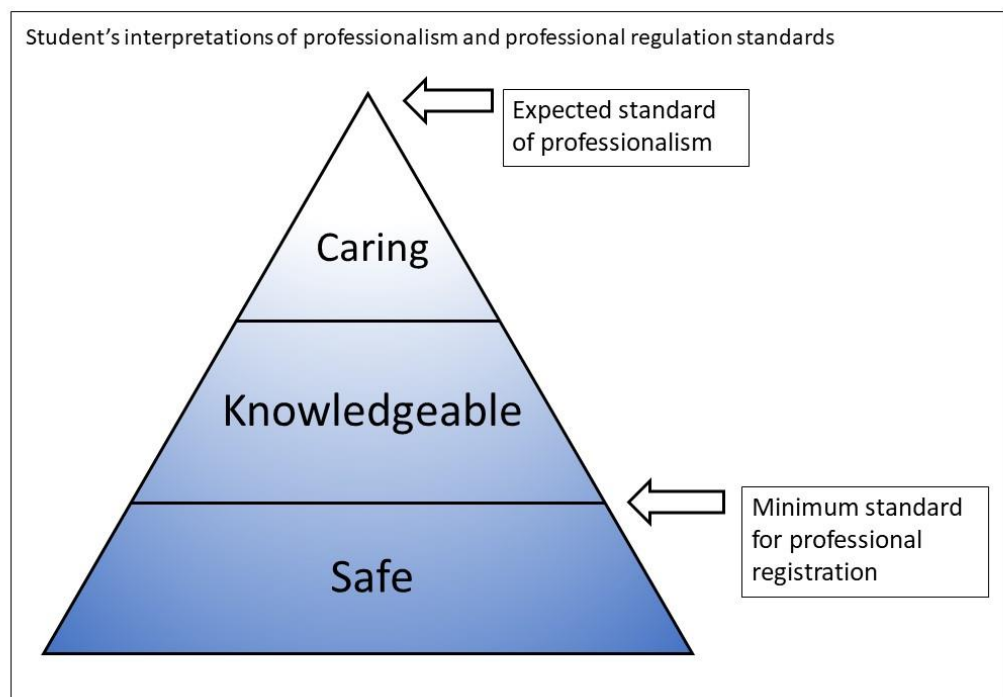 Student's interpretations of professionalism and professional regulation standards
Expected standard
of professionalism
Caring
Knowledgeable
Minimum standard
for professional
registration
Safe